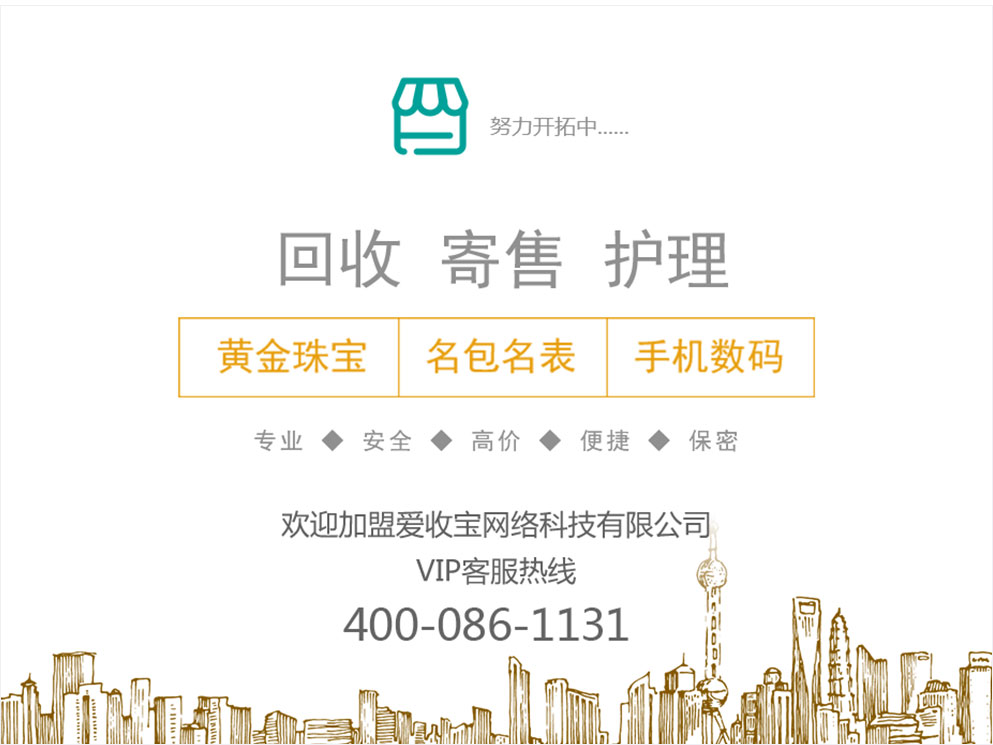 努力开拓中......
回收 寄售 护理
黄金珠宝 名包名表 手机数码
专业 ◆ 安全 ◆ 高价 ◆ 便捷 ◆ 保密
欢迎加盟爱收宝网络科技有限公司
VIP客服热线
400-086-1131